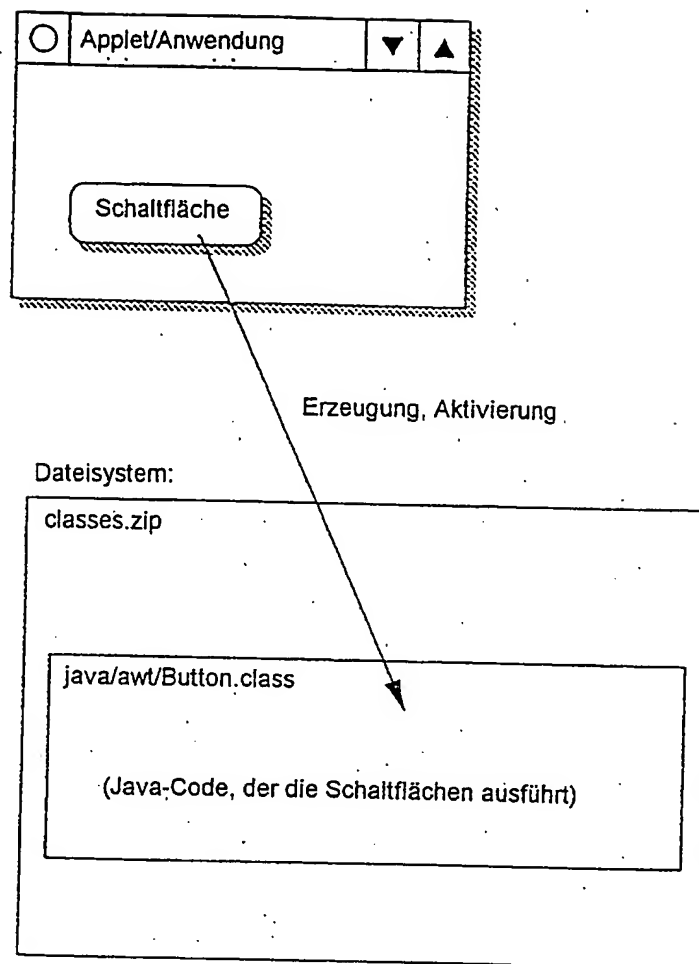 Applet/Anwendung
Schaltfläche
Erzeugung, Aktivierung
Dateisystem:
classes.zip
java/awt/Button.class
(Java-Code, der die Schaltflächen ausführt)